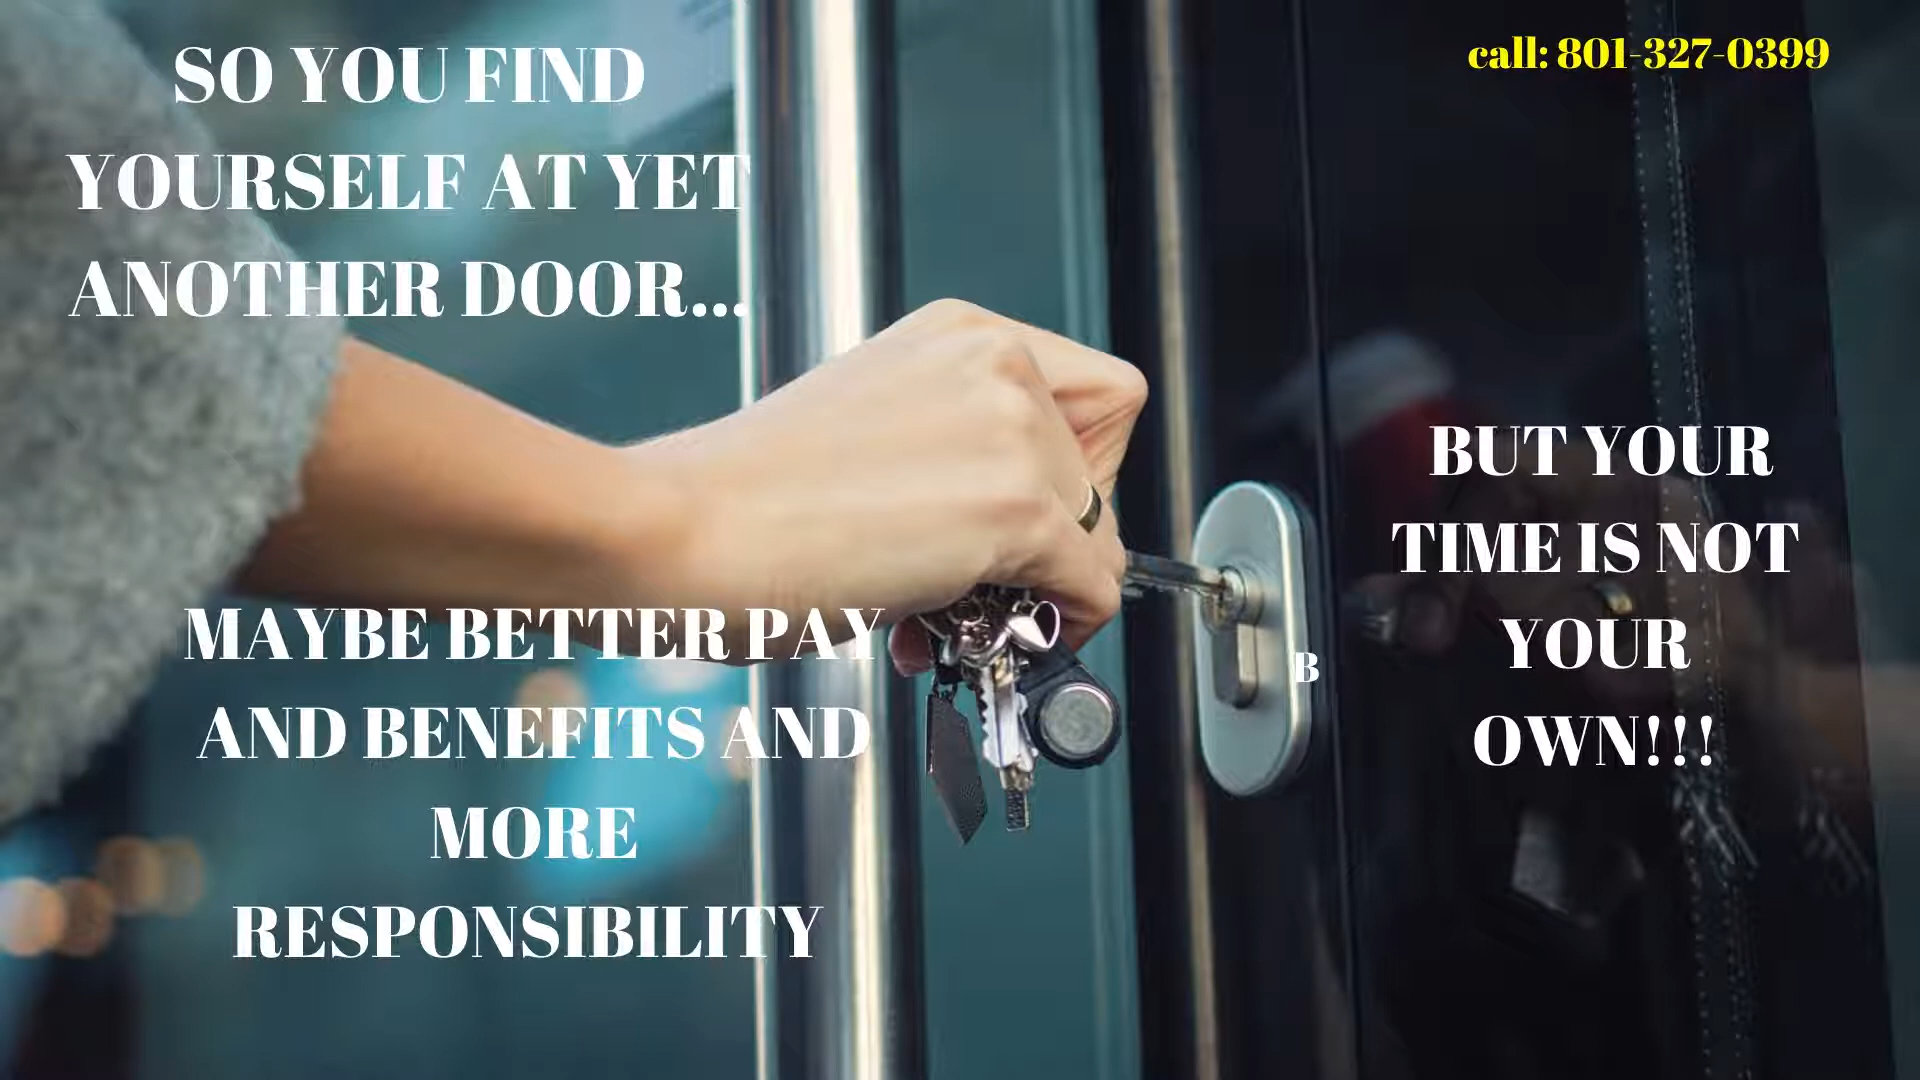 SO YOU FIND
YOURSELF AT YET
ANOTHER DOOR...
call: 801-327-0399
MAYBE BETTER PAY
AND BENEFITS AND
MORE
RESPONSIBILITY
B
BUT YOUR
TIME IS NOT
YOUR
OWN!!!